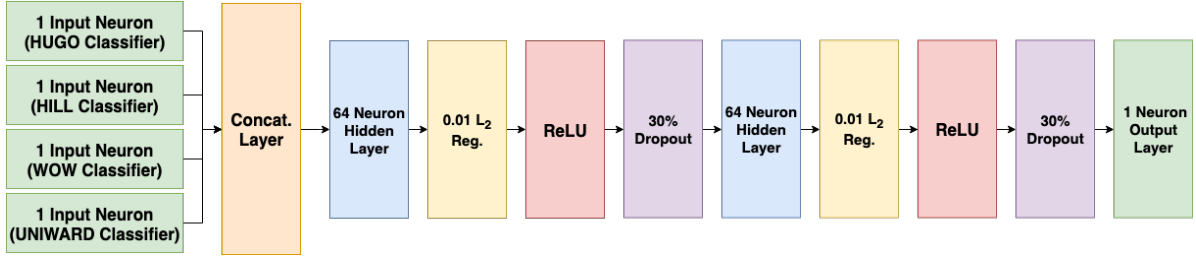 1 Input Neuron
(HUGO Classifier)
1 Input Neuron
(HILL Classifier)
1 Input Neuron
(WOW Classifier)
1 Input Neuron
(UNIWARD Classifier)
Concat.
Layer
64 Neuron
Hidden
Layer
0.01 L₂
Reg.
ReLU
30%
Dropout
64 Neuron
Hidden
Layer
0.01 L₂
Reg.
ReLU
30%
Dropout
1 Neuron
Output
Layer